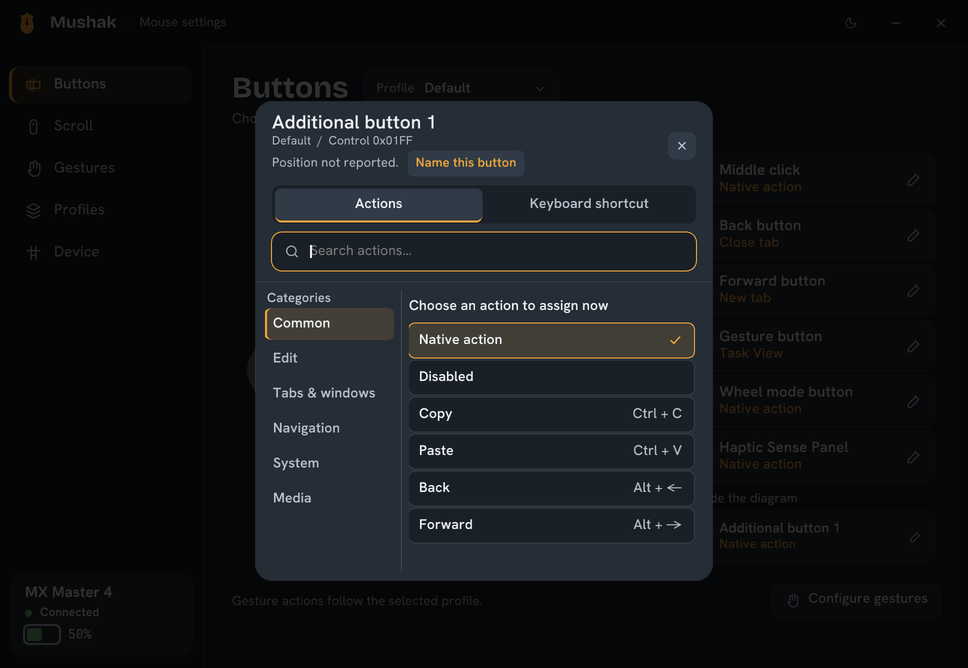 Mushak
Mouse settings
Buttons
Scroll
Gestures
Profiles
Device
MX Master 4
Connected
50%
Buttons
Profile Default
Additional button 1
Default / Control 0x01FF
Position not reported. Name this button
Actions
Keyboard shortcut
Search actions...
Categories
Common
Edit
Tabs & windows
Navigation
System
Media
Choose an action to assign now
Native action
Disabled
Copy Ctrl + C
Paste Ctrl + V
Back Alt + ←
Forward Alt + →
Middle click
Native action
Back button
Close tab
Forward button
New tab
Gesture button
Task View
Wheel mode button
Native action
Haptic Sense Panel
Native action
the diagram
Additional button 1
Native action
Gesture actions follow the selected profile.
Configure gestures